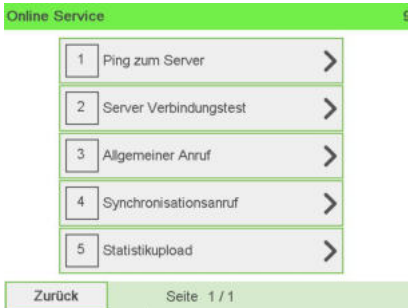 Online Service 9
1 Ping zum Server
2 Server Verbindungstest
3 Allgemeiner Anruf
4 Synchronisationsanruf
5 Statistikupload
Zurück Seite 1 / 1